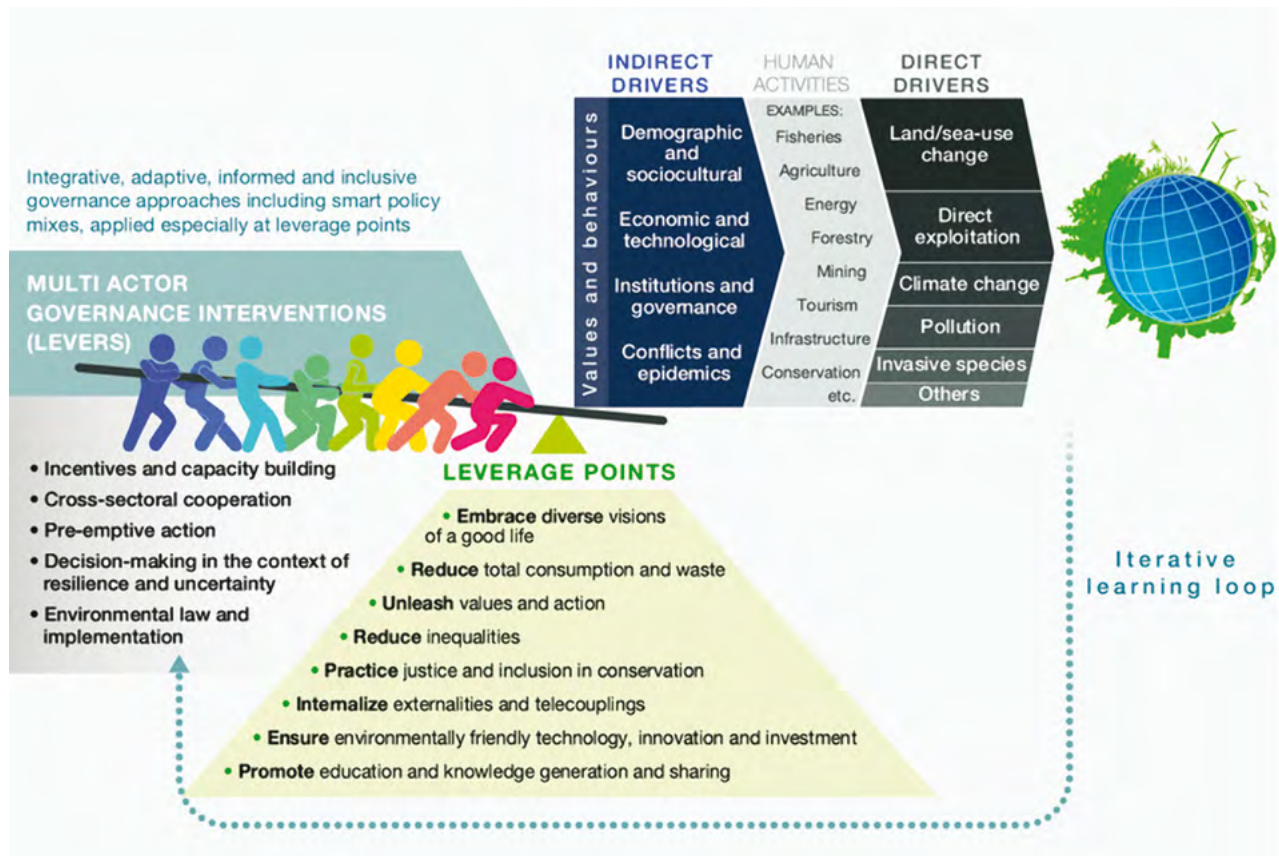 Integrative, adaptive, informed and inclusive
governance approaches including smart policy
mixes, applied especially at leverage points
MULTI ACTOR
GOVERNANCE INTERVENTIONS
(LEVERS)
• Incentives and capacity building
• Cross-sectoral cooperation
• Pre-emptive action
• Decision-making in the context of
resilience and uncertainty
• Environmental law and
implementation
INDIRECT
DRIVERS
Values and behaviours
Demographic
and
sociocultural
Economic and
technological
Institutions and
governance
Conflicts and
epidemics
HUMAN
ACTIVITIES
EXAMPLES:
Fisheries
Agriculture
Energy
Forestry
Mining
Tourism
Infrastructure
Conservation
etc.
DIRECT
DRIVERS
Land/sea-use
change
Direct
exploitation
Climate change
Pollution
Invasive species
Others
LEVERAGE POINTS
• Embrace diverse visions
of a good life
• Reduce total consumption and waste
• Unleash values and action
• Reduce inequalities
• Practice justice and inclusion in conservation
• Internalize externalities and telecouplings
• Ensure environmentally friendly technology, innovation and investment
• Promote education and knowledge generation and sharing
Iterative
learning loop